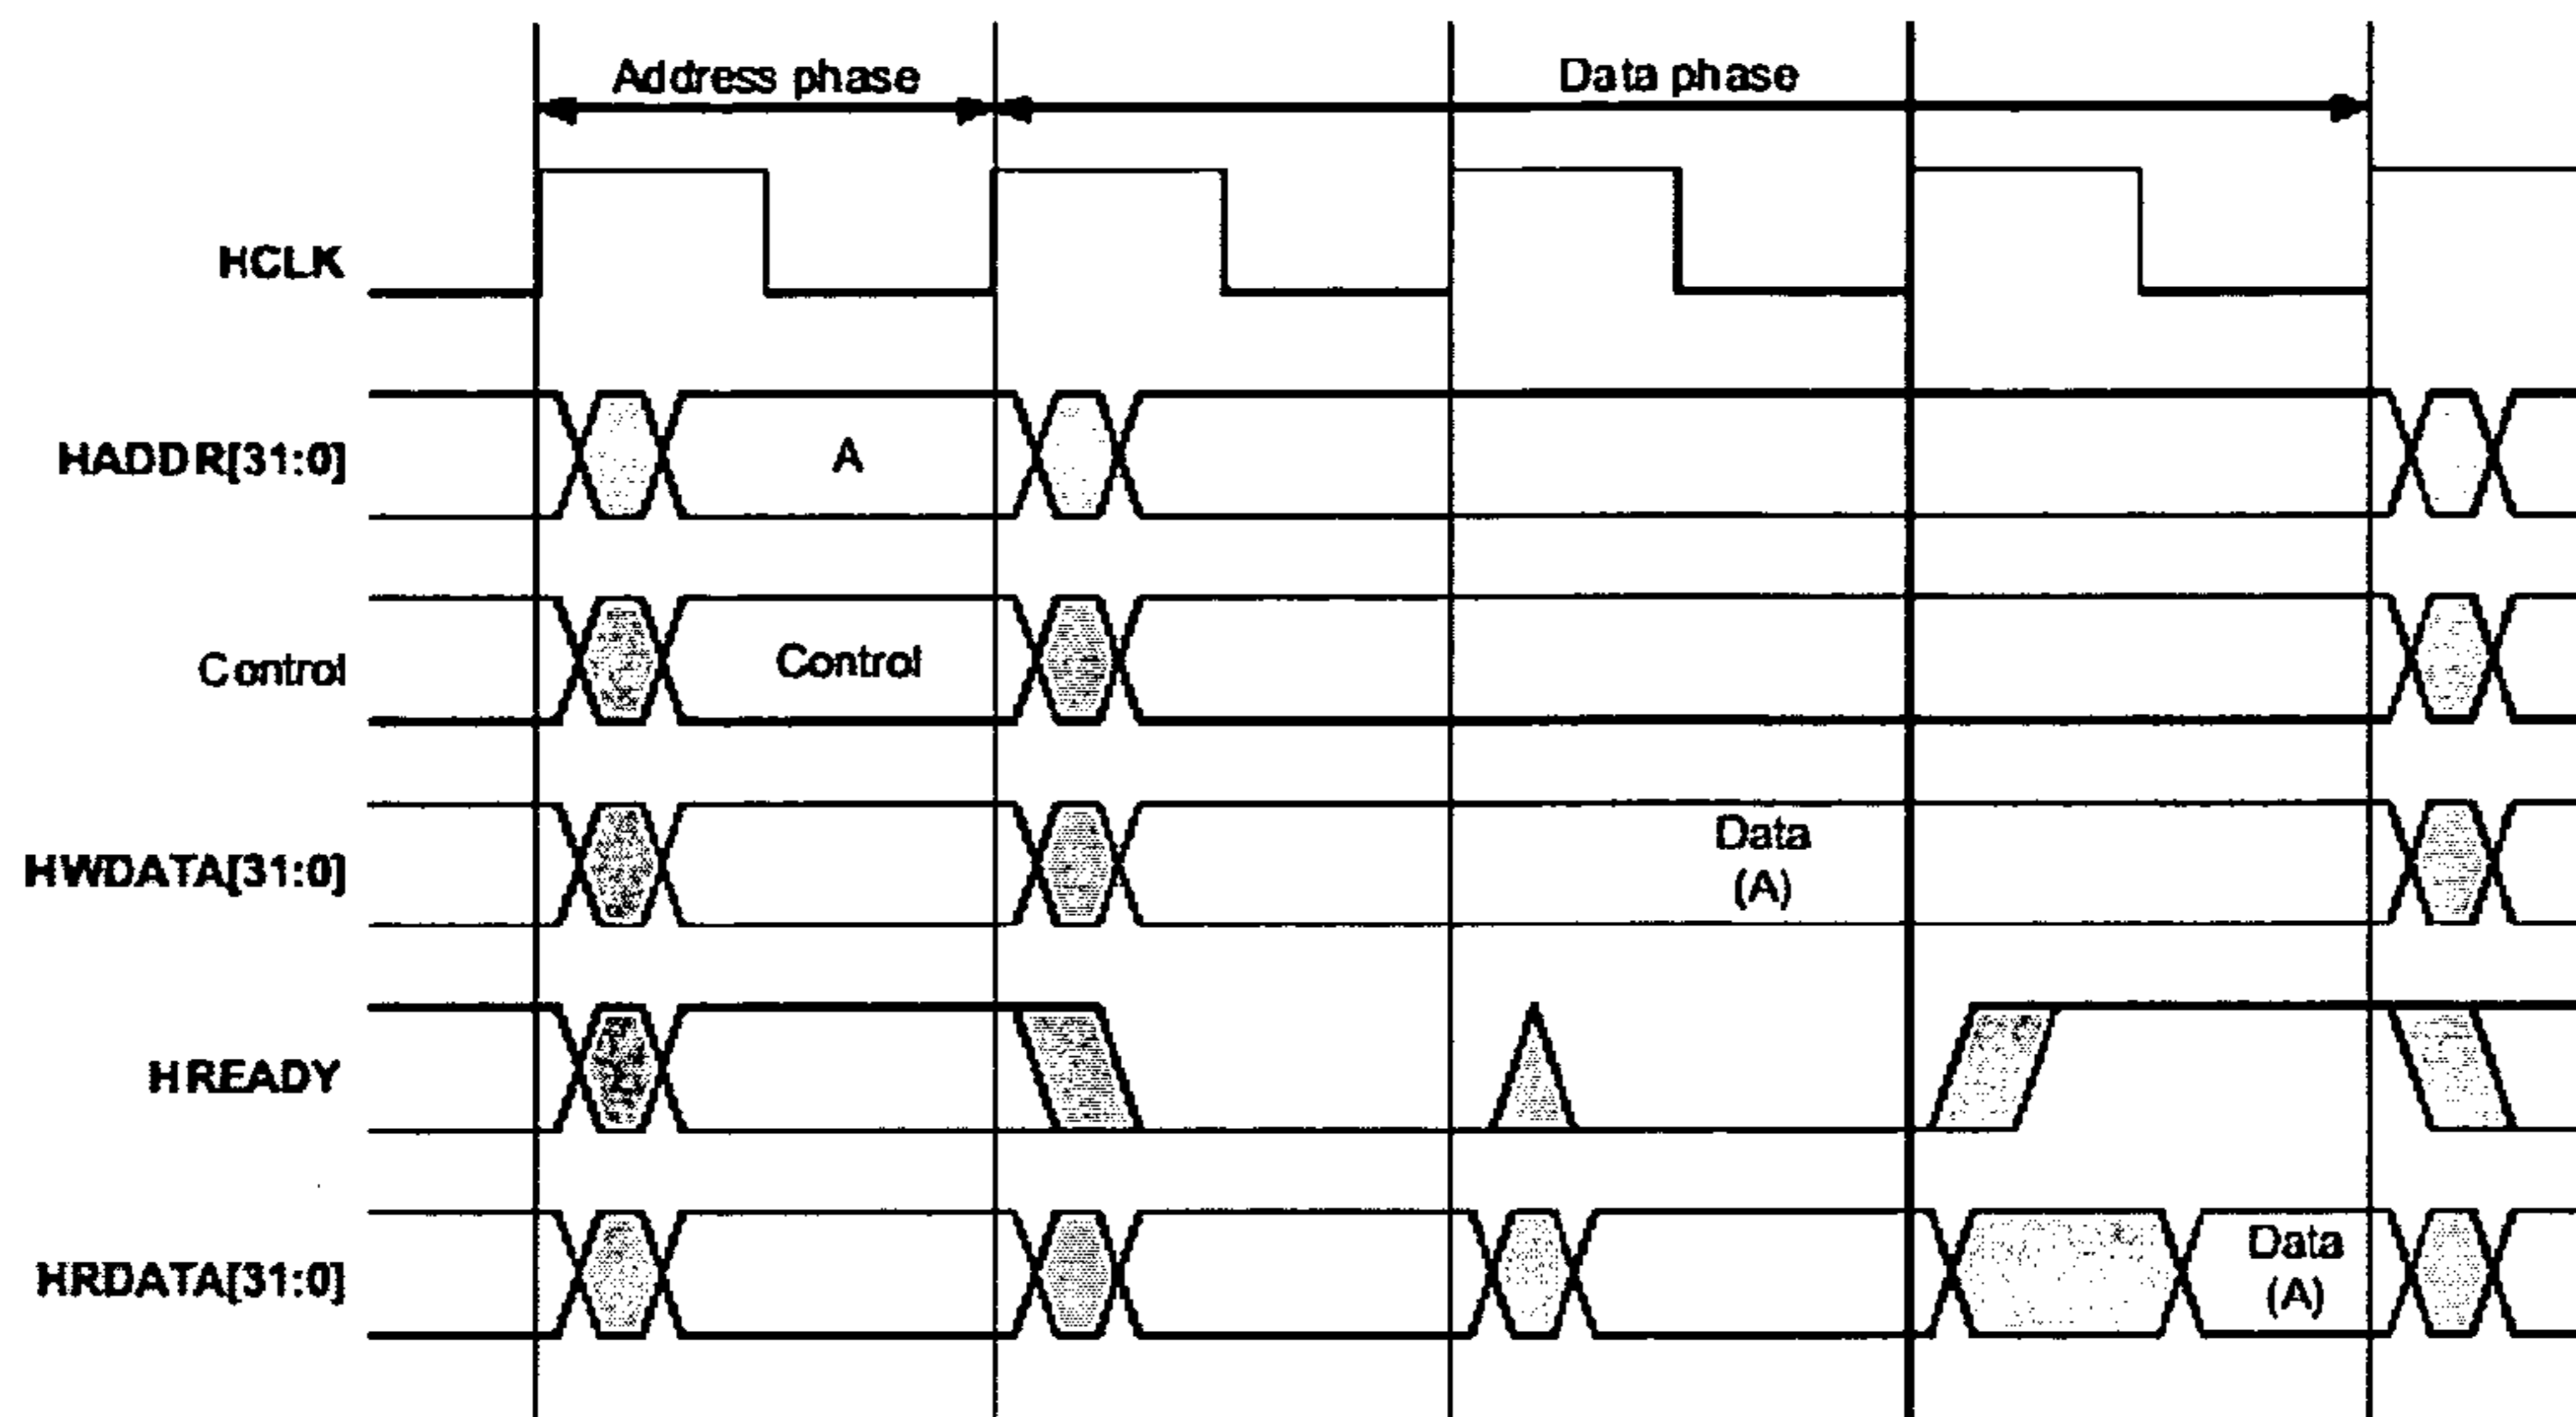 Address phase
Data phase
HCLK
HADDR[31:0]
A
Control
Control
HWDATA[31:0]
Data
(A)
HREADY
HRDATA[31:0]
Data
(A)